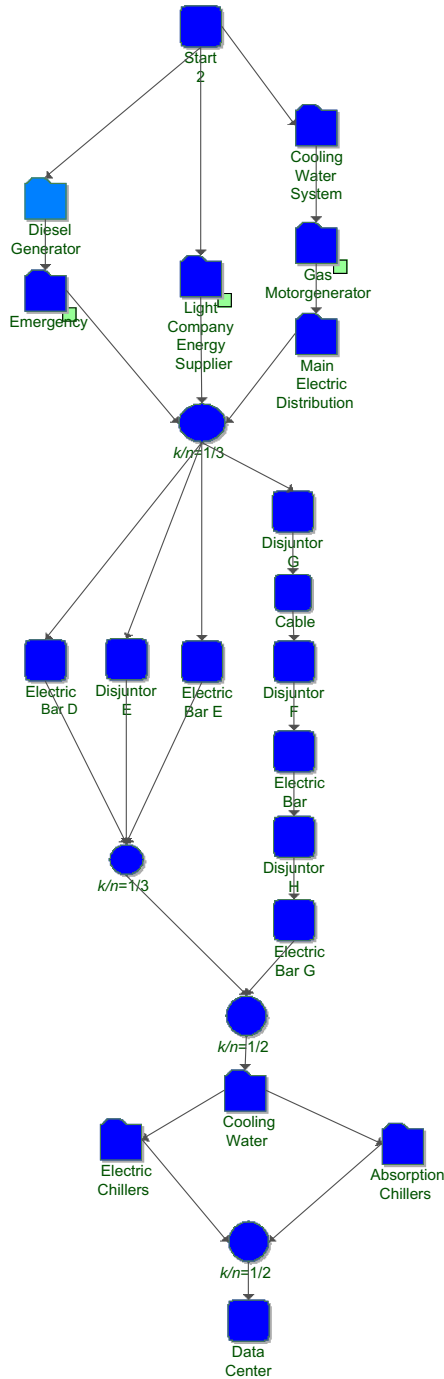 Start
2
Cooling
Water
System
Diesel
Generator
Gas
Motorgenerator
Emergency
Light
Company
Energy
Supplier
Main
Electric
Distribution
k/n=1/3
Disjuntor
G
Cable
Electric
Bar D
Disjuntor
E
Electric
Bar E
Disjuntor
F
Electric
Bar
Disjuntor
H
k/n=1/3
Electric
Bar G
k/n=1/2
Cooling
Water
Electric
Chillers
Absorption
Chillers
k/n=1/2
Data
Center